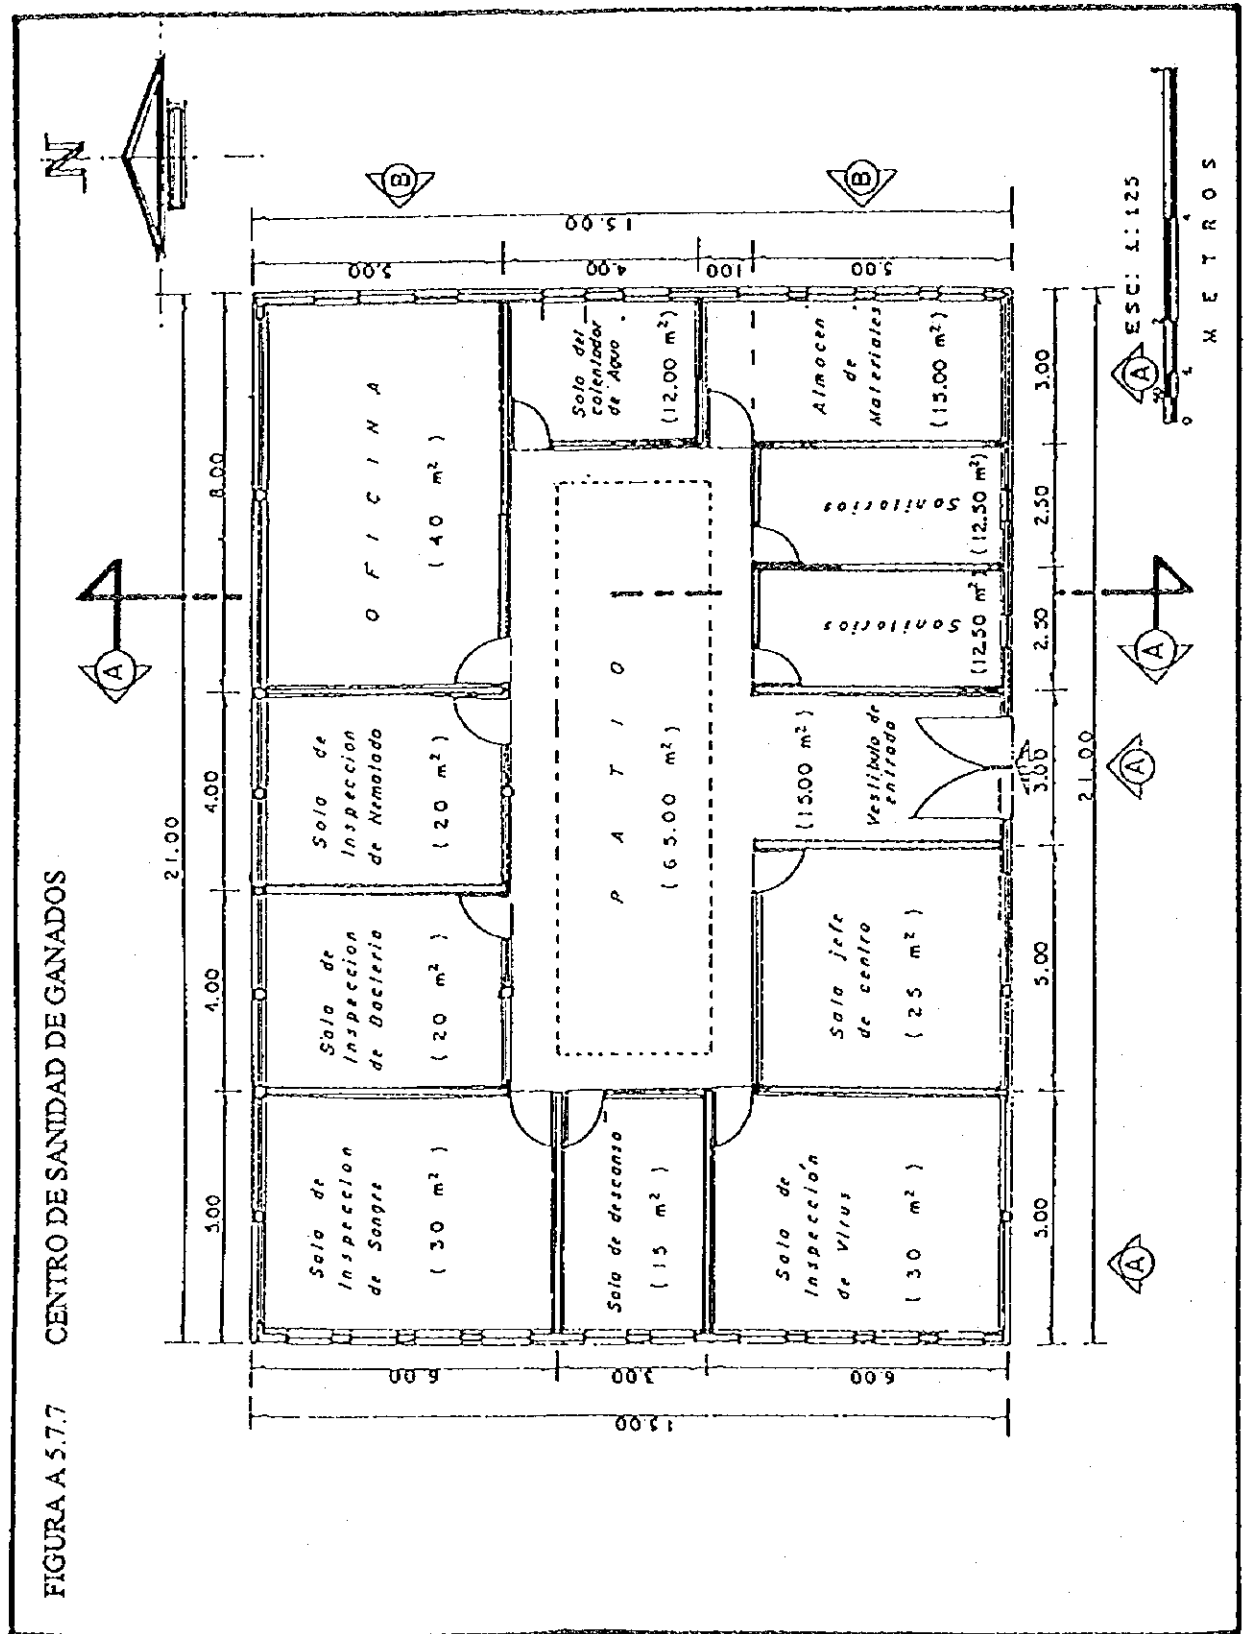 FIGURA A 5.7.7 CENTRO DE SANIDAD DE GANADOS
N
A
21.00
5.00
4.00
4.00
8.00
Sala de
Inspeccion
de Sangre
( 30 m² )
Sala de
Inspeccion
de Bacteria
( 20 m² )
Sala de
Inspeccion
de Nematodo
( 20 m² )
OFICINA
( 40 m² )
Sala de descanso
( 15 m² )
PATIO
( 65.00 m² )
Sala del
calentador
de Agua
(12.00 m²)
Sala de
Inspección
de Virus
( 30 m² )
Sala jefe
de centro
( 25 m² )
(15.00 m²)
Vestibulo de
entrada
Sanitarios
(12.50 m²)
Sanitarios
(12.50 m²)
Almacen
de
Materiales
(15.00 m²)
15.00
6.00
3.00
6.00
15.00
5.00
4.00
1.00
5.00
B
B
5.00
5.00
3.00
2.50
2.50
3.00
21.00
A
A
A
A
ESC: 1:125
0
1
2
4
METROS